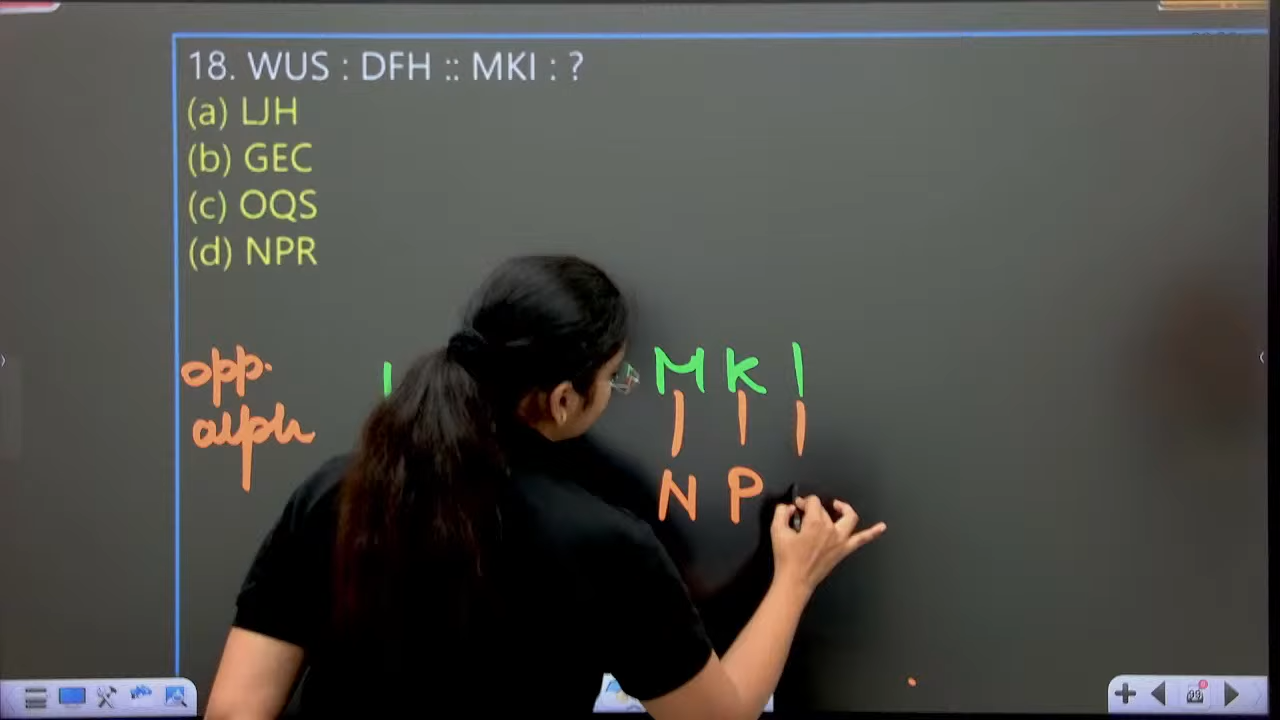 18. WUS : DFH :: MKI : ?
(a) LJH
(b) GEC
(c) OQS
(d) NPR
opp. M K I
alph
N P